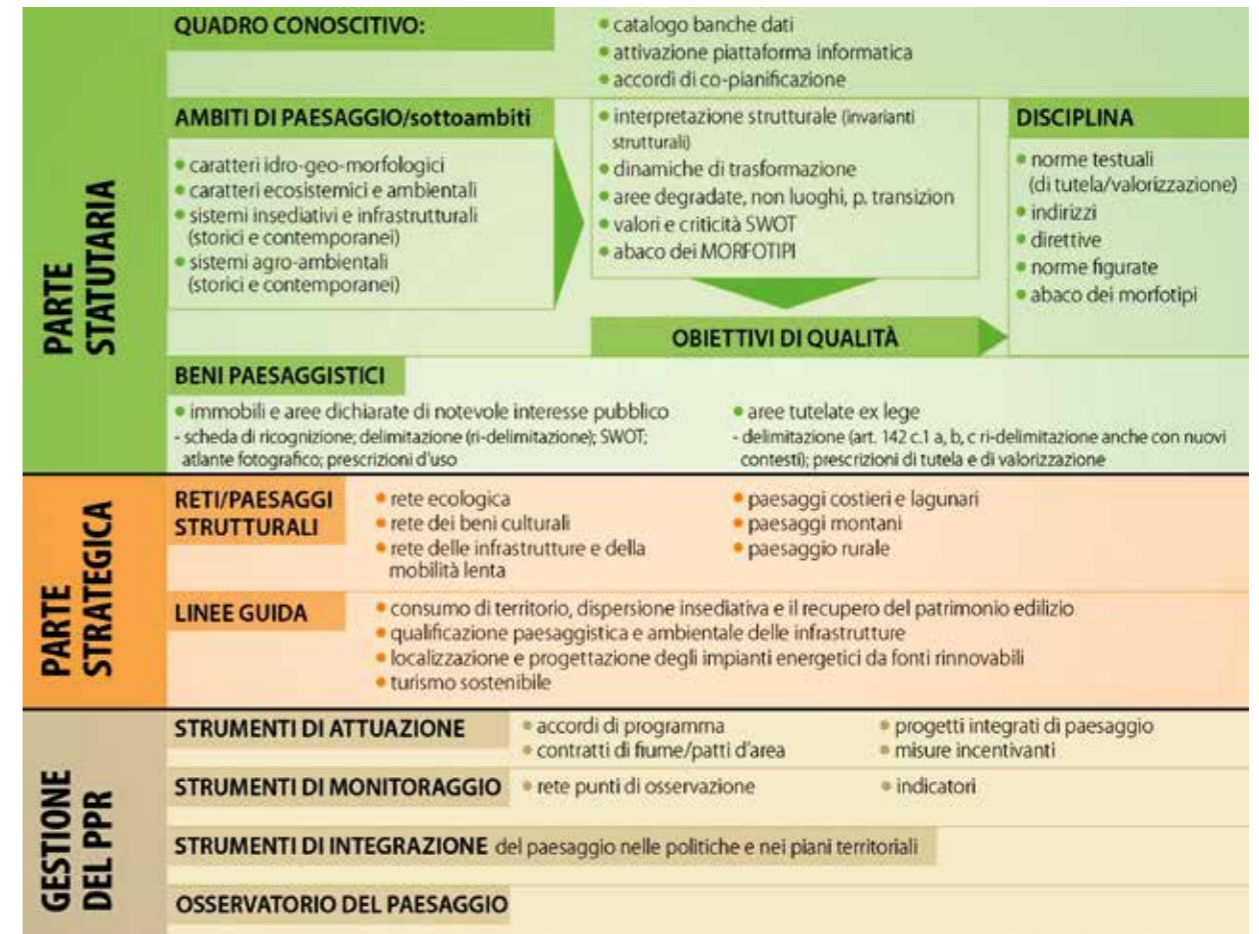 PARTE
STATUTARIA
QUADRO CONOSCITIVO:
• catalogo banche dati
• attivazione piattaforma informatica
• accordi di co-pianificazione
AMBITI DI PAESAGGIO/sottoambiti
• caratteri idro-geo-morfologici
• caratteri ecosistemici e ambientali
• sistemi insediativi e infrastrutturali
(storici e contemporanei)
• sistemi agro-ambientali
(storici e contemporanei)
• interpretazione strutturale (invarianti
strutturali)
• dinamiche di trasformazione
• aree degradate, non luoghi, p. transizion
• valori e criticità SWOT
• abaco dei MORFOTIPI
OBIETTIVI DI QUALITÀ
DISCIPLINA
• norme testuali
(di tutela/valorizzazione)
• indirizzi
• direttive
• norme figurate
• abaco dei morfotipi
BENI PAESAGGISTICI
• immobili e aree dichiarate di notevole interesse pubblico
- scheda di ricognizione; delimitazione (ri-delimitazione); SWOT;
atlante fotografico; prescrizioni d'uso
• aree tutelate ex lege
- delimitazione (art. 142 c.1 a, b, c ri-delimitazione anche con nuovi
contesti); prescrizioni di tutela e di valorizzazione
PARTE
STRATEGICA
RETI/PAESAGGI
STRUTTURALI
• rete ecologica
• rete dei beni culturali
• rete delle infrastrutture e della
mobilità lenta
• paesaggi costieri e lagunari
• paesaggi montani
• paesaggio rurale
LINEE GUIDA
• consumo di territorio, dispersione insediativa e il recupero del patrimonio edilizio
• qualificazione paesaggistica e ambientale delle infrastrutture
• localizzazione e progettazione degli impianti energetici da fonti rinnovabili
• turismo sostenibile
GESTIONE
DEL PPR
STRUMENTI DI ATTUAZIONE
• accordi di programma
• contratti di fiume/patti d'area
• progetti integrati di paesaggio
• misure incentivanti
STRUMENTI DI MONITORAGGIO
• rete punti di osservazione
• indicatori
STRUMENTI DI INTEGRAZIONE del paesaggio nelle politiche e nei piani territoriali
OSSERVATORIO DEL PAESAGGIO